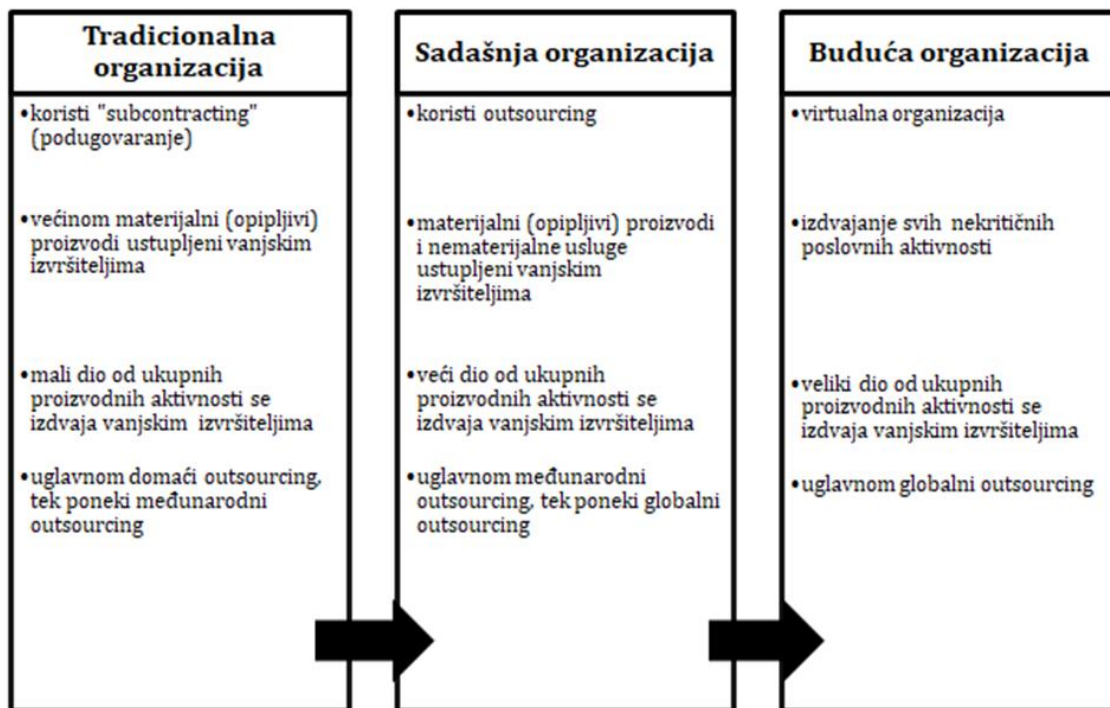 Tradicionalna
organizacija
•koristi "subcontracting"
(podugovaranje)
•većinom materijalni (opipljivi)
proizvodi ustupljeni vanjskim
izvršiteljima
•mali dio od ukupnih
proizvodnih aktivnosti se
izdvaja vanjskim izvršiteljima
•uglavnom domaći outsourcing,
tek poneki međunarodni
outsourcing
Sadašnja organizacija
•koristi outsourcing
•materijalni (opipljivi) proizvodi
i nematerijalne usluge
ustupljeni vanjskim
izvršiteljima
•veći dio od ukupnih
proizvodnih aktivnosti se
izdvaja vanjskim izvršiteljima
•uglavnom međunarodni
outsourcing, tek poneki globalni
outsourcing
Buduća organizacija
•virtualna organizacija
•izdvajanje svih nekritičnih
poslovnih aktivnosti
•veliki dio od ukupnih
proizvodnih aktivnosti se
izdvaja vanjskim izvršiteljima
•uglavnom globalni outsourcing